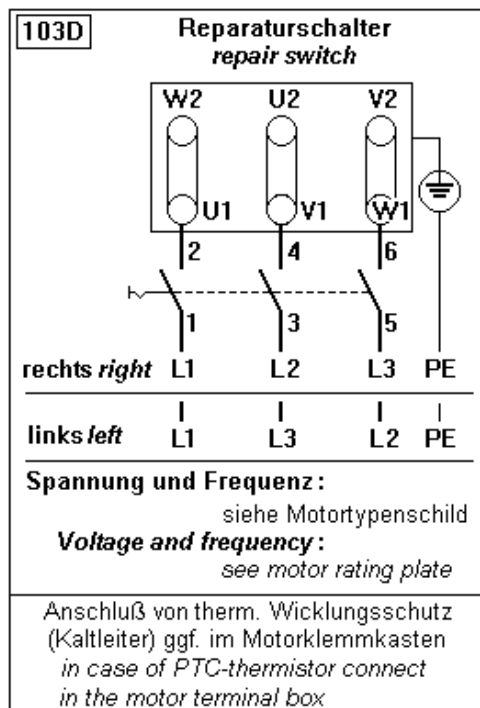 103D
Reparaturschalter
repair switch
W2 U2 V2
U1 V1 W1
2 4 6
1 3 5
rechts right L1 L2 L3 PE
links left L1 L3 L2 PE
Spannung und Frequenz:
siehe Motortypenschild
Voltage and frequency:
see motor rating plate
Anschluß von therm. Wicklungsschutz
(Kaltleiter) ggf. im Motorklemmkasten
in case of PTC-thermistor connect
in the motor terminal box